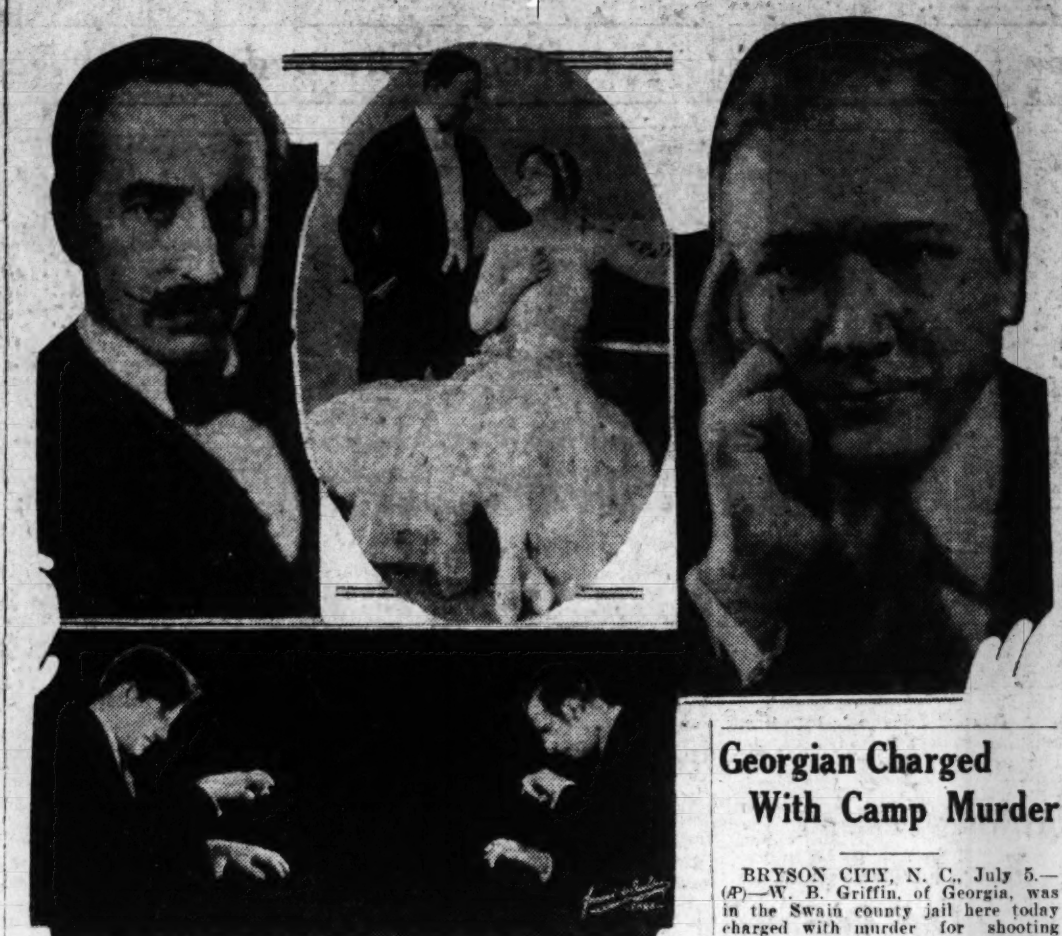 Georgian Charged
With Camp Murder
BRYSON CITY, N. C., July 5.—
(AP)—W. B. Griffin, of Georgia, was
in the Swain county jail here today
charged with murder for shooting